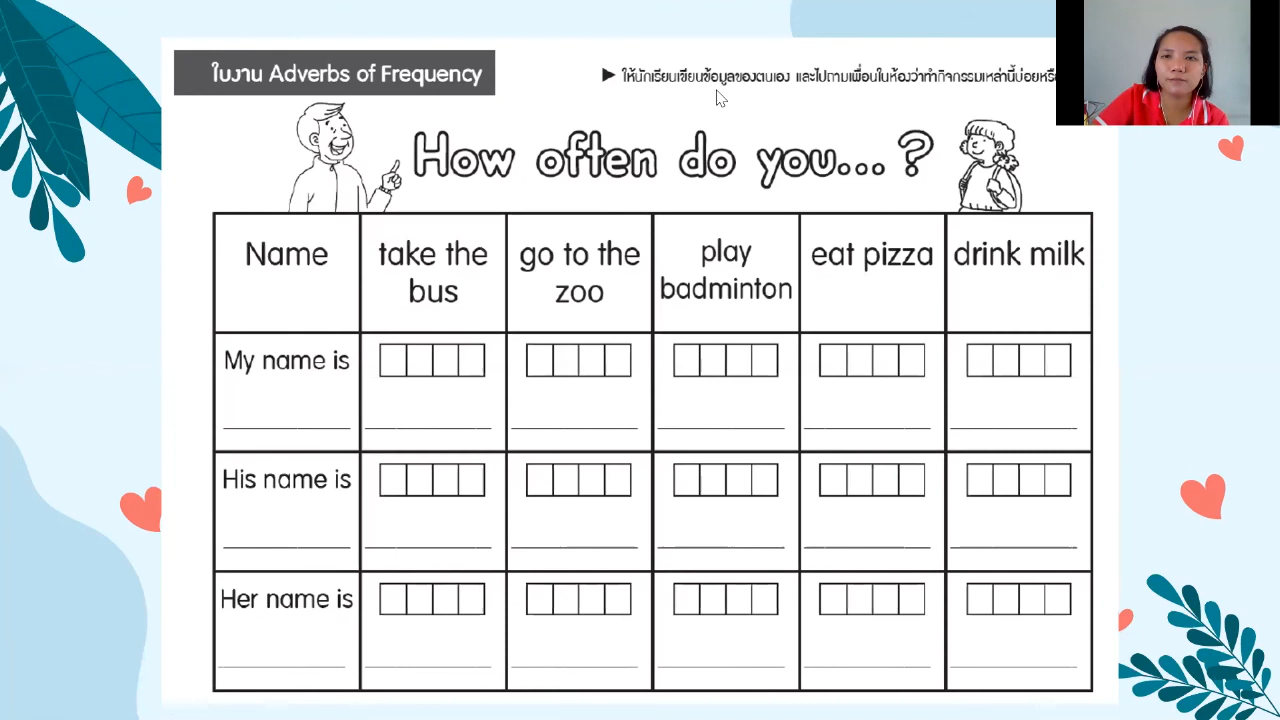 ใบงาน Adverbs of Frequency
▶ ให้นักเรียนเขียนข้อมูลของตนเอง และไปถามเพื่อนในห้องว่าทำกิจกรรมเหล่านี้บ่อย
How often do you...?
Name
take the
bus
go to the
zoo
play
badminton
eat pizza
drink milk
My name is
His name is
Her name is